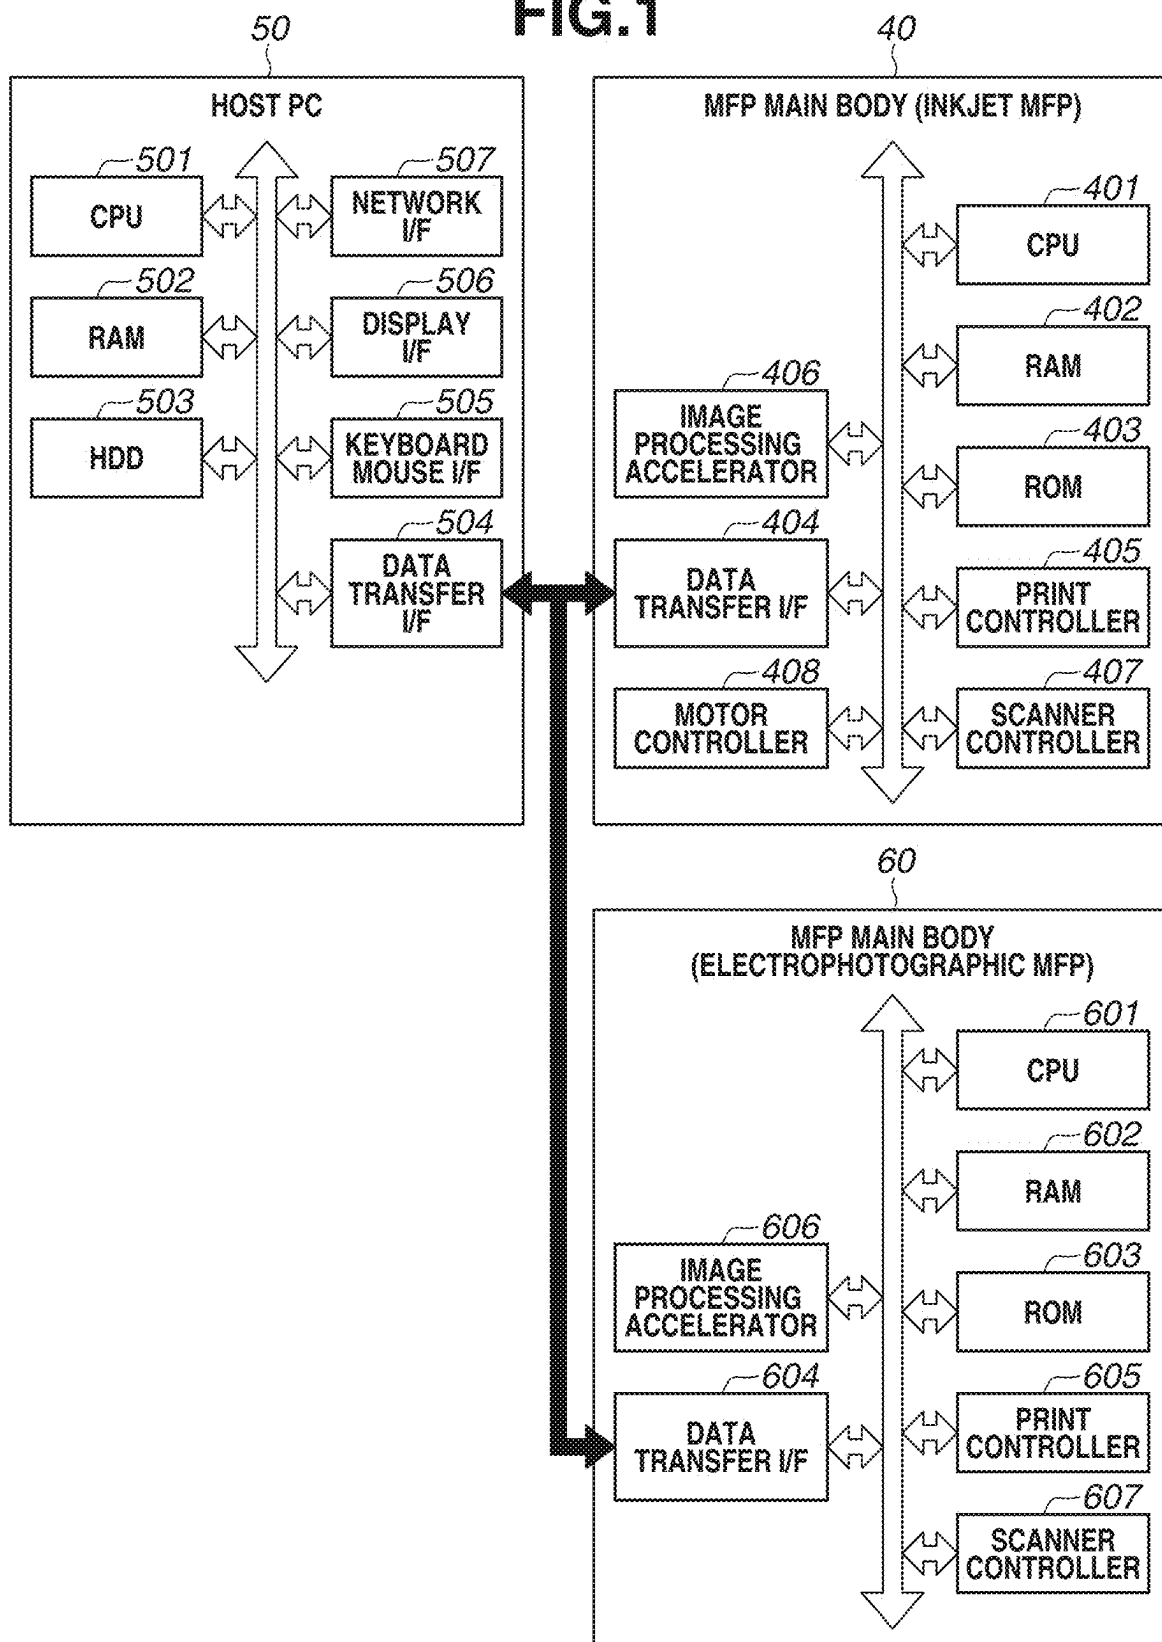 FIG.1
50
HOST PC
501
CPU
507
NETWORK
I/F
502
RAM
506
DISPLAY
I/F
503
HDD
505
KEYBOARD
MOUSE I/F
504
DATA
TRANSFER
I/F
40
MFP MAIN BODY (INKJET MFP)
401
CPU
402
RAM
406
IMAGE
PROCESSING
ACCELERATOR
403
ROM
404
DATA
TRANSFER I/F
405
PRINT
CONTROLLER
408
MOTOR
CONTROLLER
407
SCANNER
CONTROLLER
60
MFP MAIN BODY
(ELECTROPHOTOGRAPHIC MFP)
601
CPU
602
RAM
606
IMAGE
PROCESSING
ACCELERATOR
603
ROM
604
DATA
TRANSFER I/F
605
PRINT
CONTROLLER
607
SCANNER
CONTROLLER